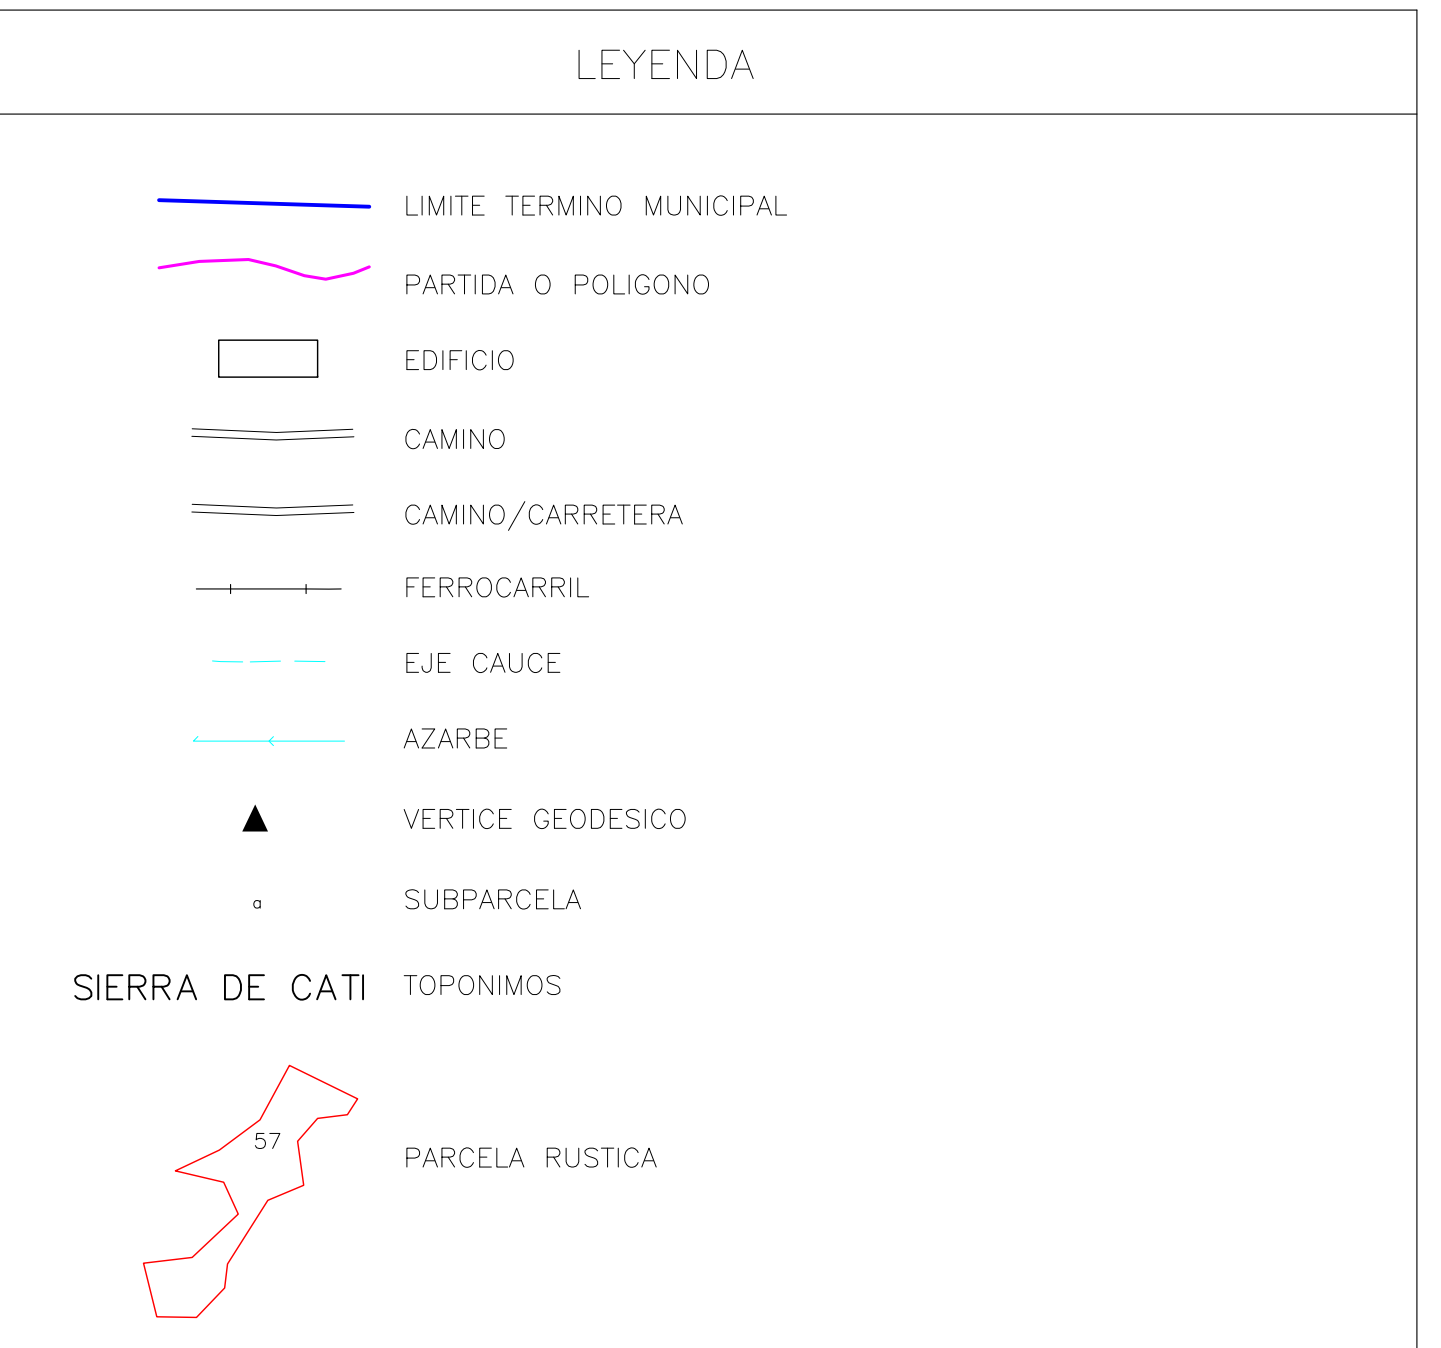 LEYENDA
LIMITE TERMINO MUNICIPAL
PARTIDA O POLIGONO
EDIFICIO
CAMINO
CAMINO/CARRETERA
FERROCARRIL
EJE CAUCE
AZARBE
VERTICE GEODESICO
a SUBPARCELA
SIERRA DE CATI TOPONIMOS
57
PARCELA RUSTICA